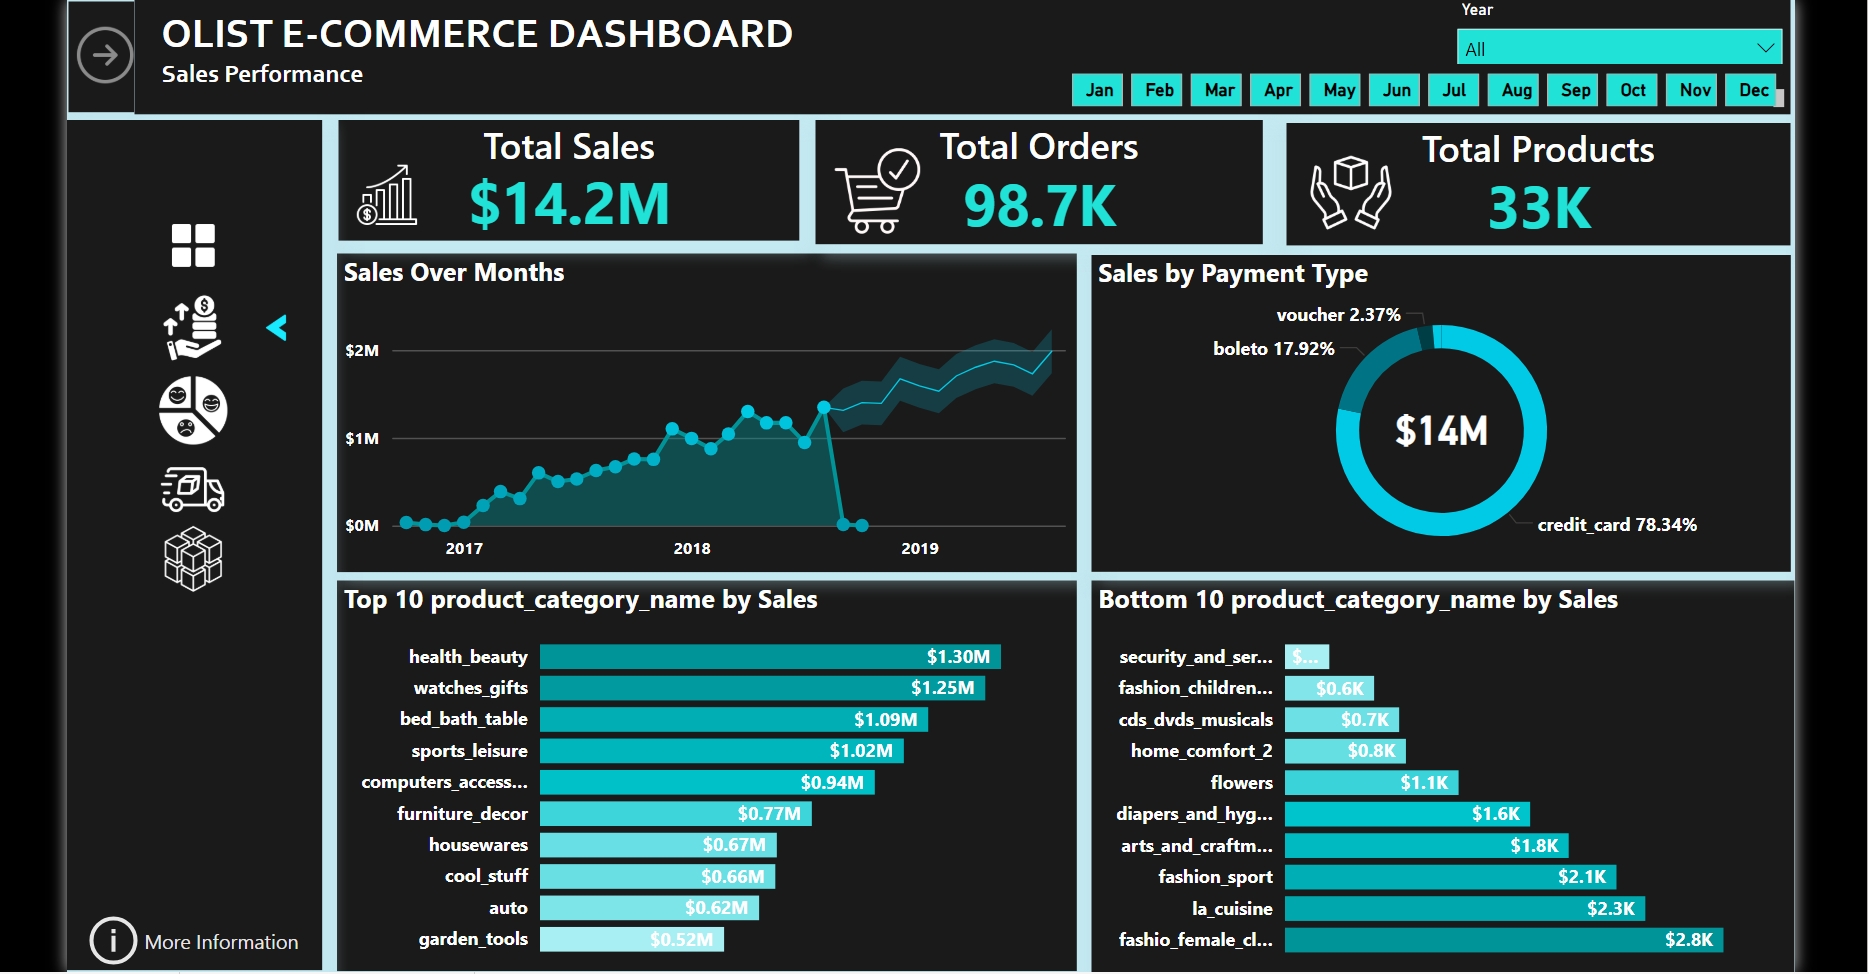 OLIST E-COMMERCE DASHBOARD
Sales Performance
Year
All
Jan Feb Mar Apr May Jun Jul Aug Sep Oct Nov Dec
Total Sales
$14.2M
Total Orders
98.7K
Total Products
33K
Sales Over Months
$2M
$1M
$0M
2017 2018 2019
Sales by Payment Type
voucher 2.37%
boleto 17.92%
$14M
credit_card 78.34%
Top 10 product_category_name by Sales
health_beauty $1.30M
watches_gifts $1.25M
bed_bath_table $1.09M
sports_leisure $1.02M
computers_access... $0.94M
furniture_decor $0.77M
housewares $0.67M
cool_stuff $0.66M
auto $0.62M
garden_tools $0.52M
Bottom 10 product_category_name by Sales
security_and_ser... $...
fashion_children... $0.6K
cds_dvds_musicals $0.7K
home_comfort_2 $0.8K
flowers $1.1K
diapers_and_hyg... $1.6K
arts_and_craftm... $1.8K
fashion_sport $2.1K
la_cuisine $2.3K
fashio_female_cl... $2.8K
More Information